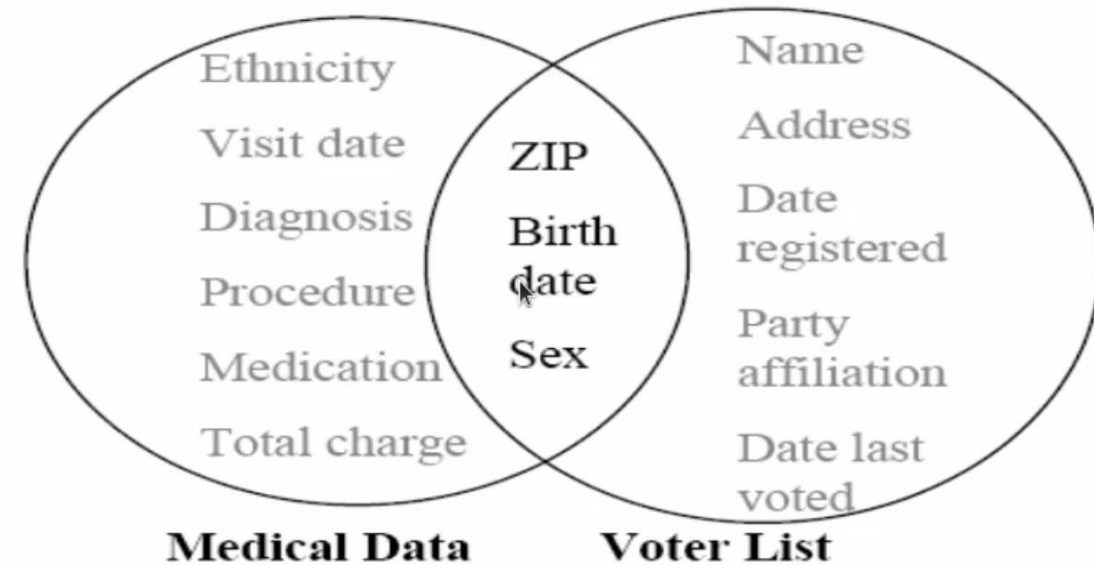 Ethnicity
Visit date
Diagnosis
Procedure
Medication
Total charge
ZIP
Birth
date
Sex
Name
Address
Date
registered
Party
affiliation
Date last
voted
Medical Data
Voter List